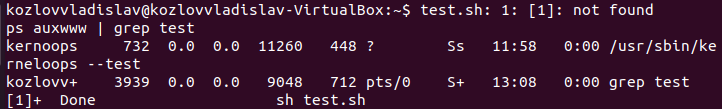 kozlovvladislav@kozlovvladislav-VirtualBox:~$ test.sh: 1: [1]: not found
ps auxwww | grep test
kernoops     732  0.0  0.0  11260   448 ?        Ss   11:58   0:00 /usr/sbin/ke
rneloops --test
kozlovv+    3939  0.0  0.0   9048   712 pts/0    S+   13:08   0:00 grep test
[1]+  Done                    sh test.sh